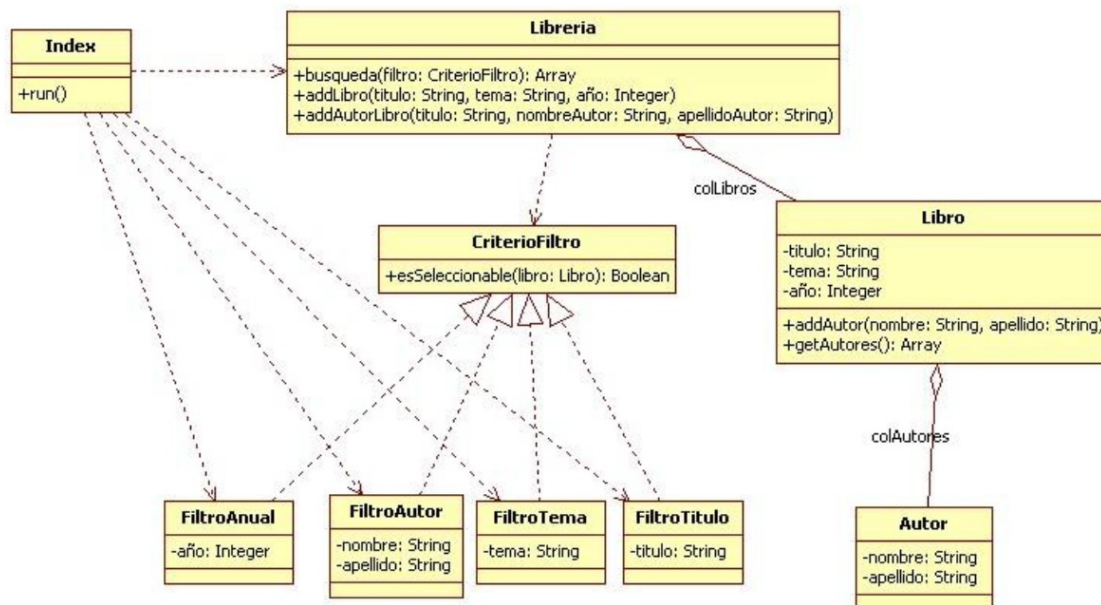 Index
+run()
Libreria
+busqueda(filtro: CriterioFiltro): Array
+addLibro(titulo: String, tema: String, año: Integer)
+addAutorLibro(titulo: String, nombreAutor: String, apellidoAutor: String)
colLibros
CriterioFiltro
+esSeleccionable(libro: Libro): Boolean
Libro
-titulo: String
-tema: String
-año: Integer
+addAutor(nombre: String, apellido: String)
+getAutores(): Array
colAutores
FiltroAnual
-año: Integer
FiltroAutor
-nombre: String
-apellido: String
FiltroTema
-tema: String
FiltroTitulo
-titulo: String
Autor
-nombre: String
-apellido: String